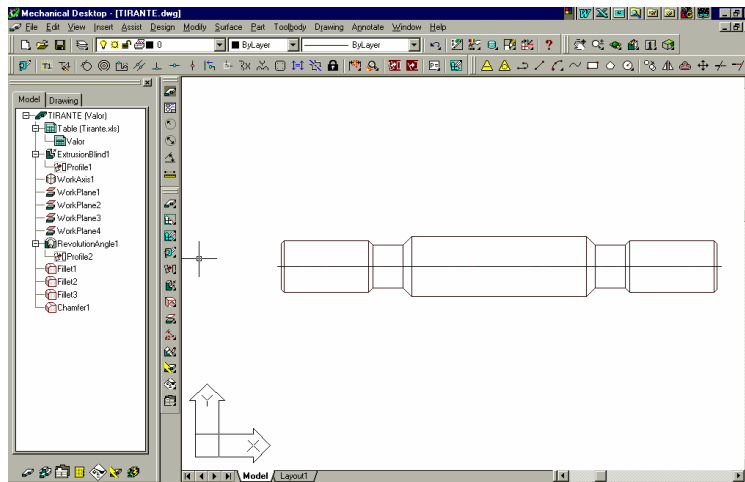 Mechanical Desktop - [TIRANTE.dwg]
File Edit View Insert Assist Design Modify Surface Part Toolbody Drawing Annotate Window Help
0 ByLayer ByLayer
Model Drawing
TIRANTE (Valor)
Table (Tirante.xls)
Valor
ExtrusionBlind1
Profile1
WorkAxis1
WorkPlane1
WorkPlane2
WorkPlane3
WorkPlane4
RevolutionAngle1
Profile2
Fillet1
Fillet2
Fillet3
Chamfer1
Y
X
Model Layout1